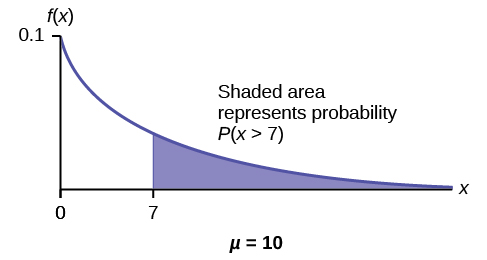 f(x)
0.1
Shaded area
represents probability
P(x > 7)
x
0
7
μ = 10